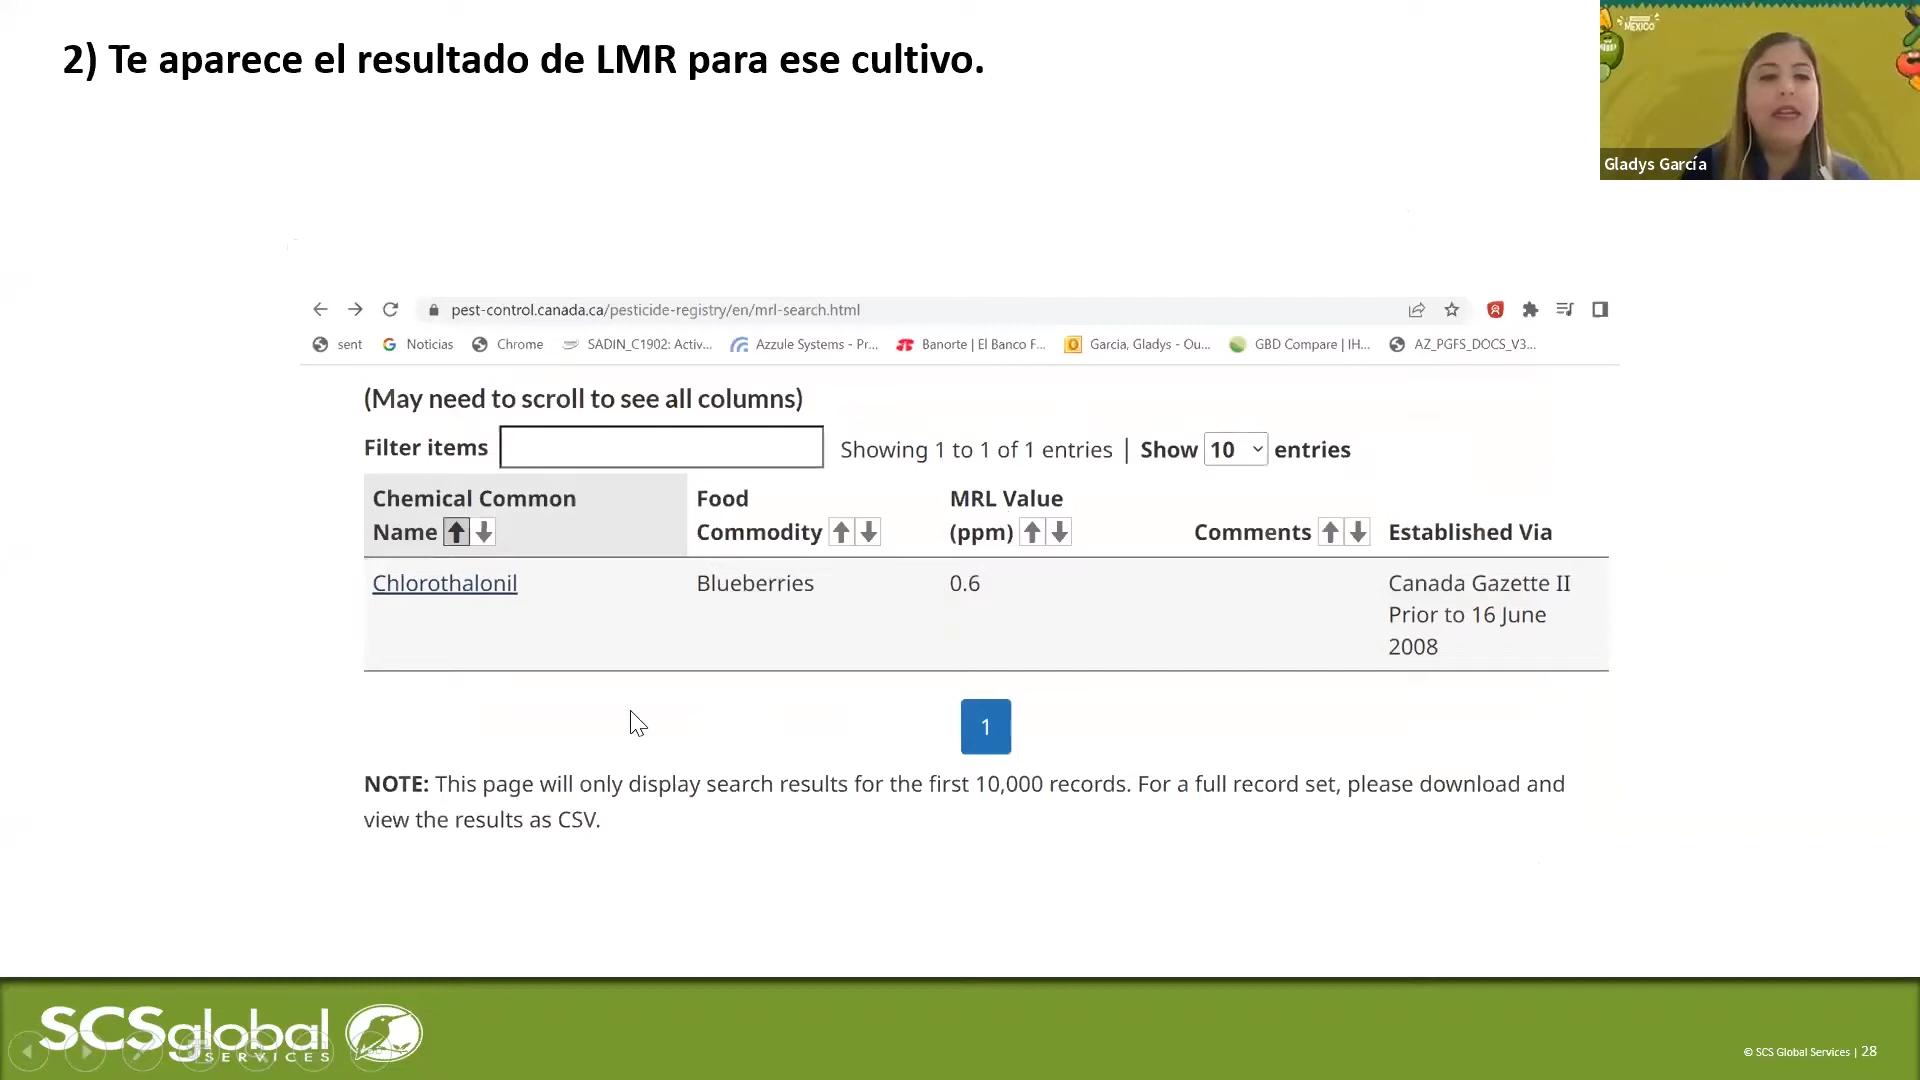 2) Te aparece el resultado de LMR para ese cultivo.
MÉXICO
Gladys García
pest-control.canada.ca/pesticide-registry/en/mrl-search.html
sent Noticias Chrome SADIN_C1902: Activ... Azzule Systems - Pr... Banorte | El Banco F... Garcia, Gladys - Ou... GBD Compare | IH... AZ_PGFS_DOCS_V3...
(May need to scroll to see all columns)
Filter items Showing 1 to 1 of 1 entries | Show 10 entries
Chemical Common Name
Food Commodity
MRL Value (ppm)
Comments
Established Via
Chlorothalonil Blueberries 0.6 Canada Gazette II
Prior to 16 June
2008
1
NOTE: This page will only display search results for the first 10,000 records. For a full record set, please download and
view the results as CSV.
SCSglobal
SERVICES
© SCS Global Services | 28